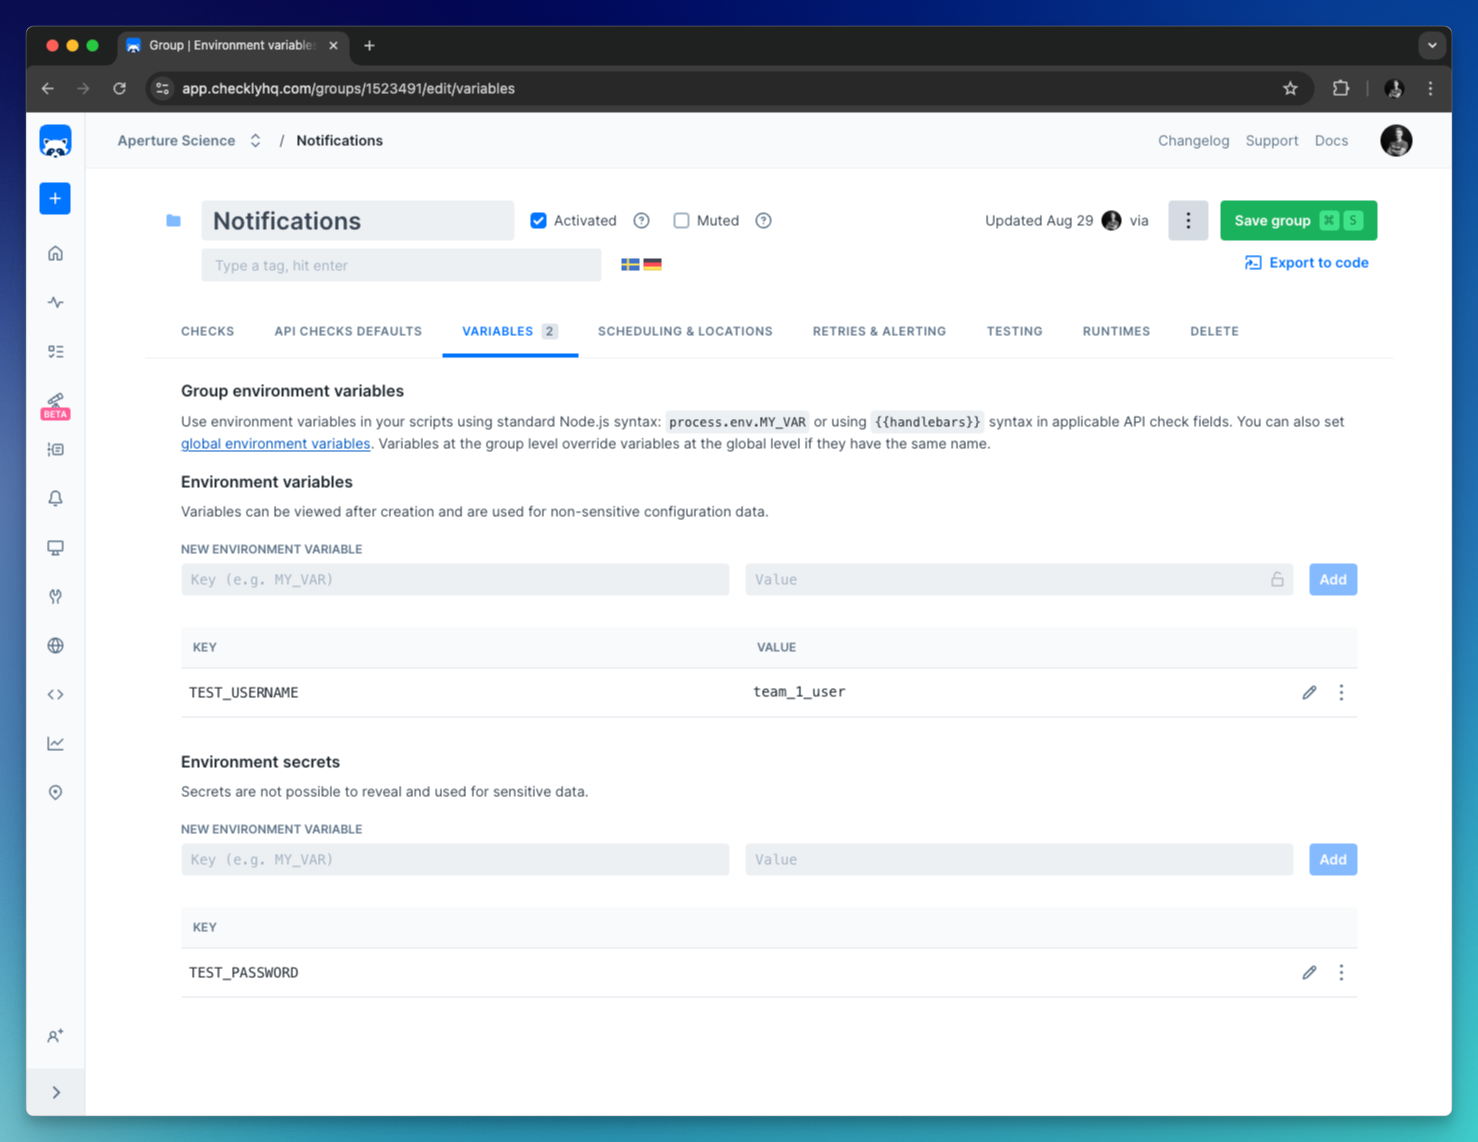 Group | Environment variables
app.checklyhq.com/groups/1523491/edit/variables
Aperture Science / Notifications
Changelog Support Docs
Notifications
Activated
Muted
Updated Aug 29 via
Save group ⌘ S
Type a tag, hit enter
Export to code
CHECKS API CHECKS DEFAULTS VARIABLES 2 SCHEDULING & LOCATIONS RETRIES & ALERTING TESTING RUNTIMES DELETE
BETA
Group environment variables
Use environment variables in your scripts using standard Node.js syntax: process.env.MY_VAR or using {{handlebars}} syntax in applicable API check fields. You can also set
global environment variables. Variables at the group level override variables at the global level if they have the same name.
Environment variables
Variables can be viewed after creation and are used for non-sensitive configuration data.
NEW ENVIRONMENT VARIABLE
Key (e.g. MY_VAR) Value Add
KEY VALUE
TEST_USERNAME team_1_user
Environment secrets
Secrets are not possible to reveal and used for sensitive data.
NEW ENVIRONMENT VARIABLE
Key (e.g. MY_VAR) Value Add
KEY
TEST_PASSWORD